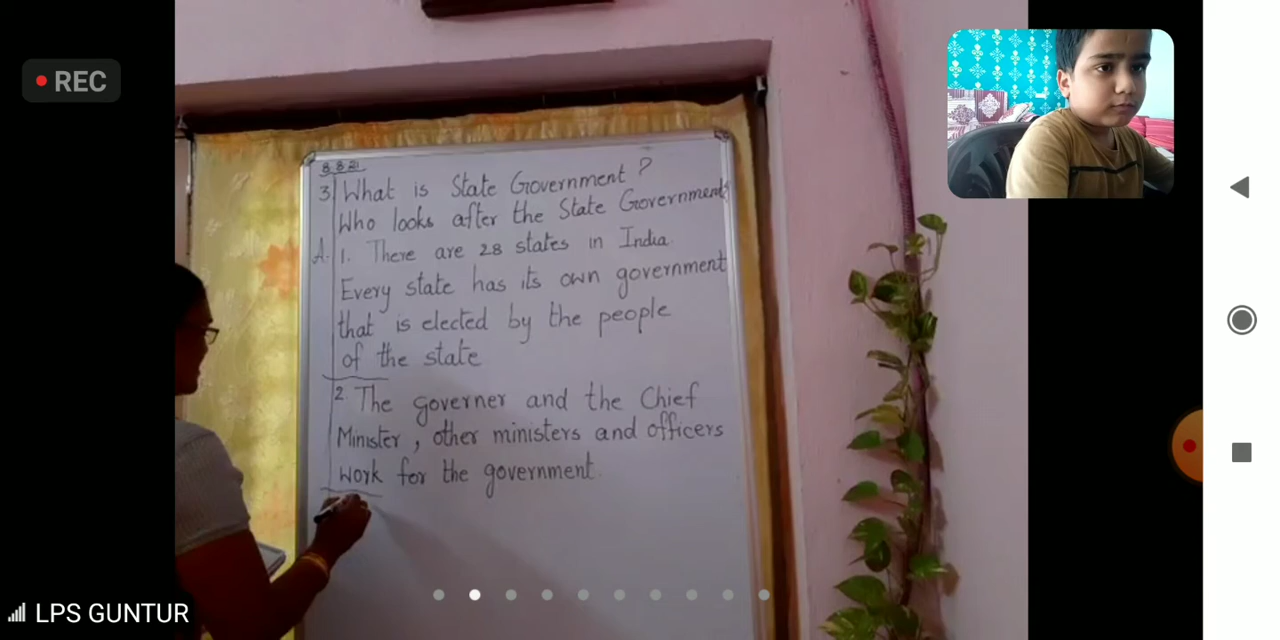 REC
8.8.21
3. What is State Government?
Who looks after the State Government?
A. 1. There are 28 states in India.
Every state has its own government
that is elected by the people
of the state
2. The governer and the Chief
Minister, other ministers and officers
work for the government.
LPS GUNTUR